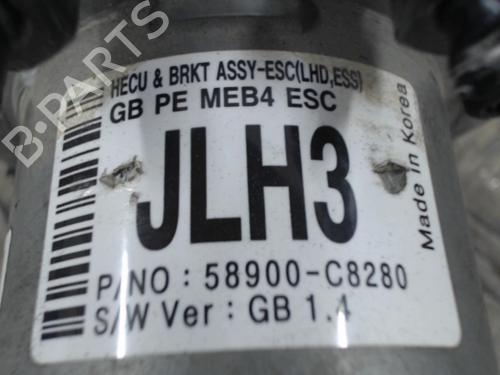 B-PARTS
HECU & BRKT ASSY-ESC(LHD,ESS)
GB PE MEB4 ESC
JLH3
P/NO : 58900-C8280
S/W Ver : GB 1.4
Made in Korea